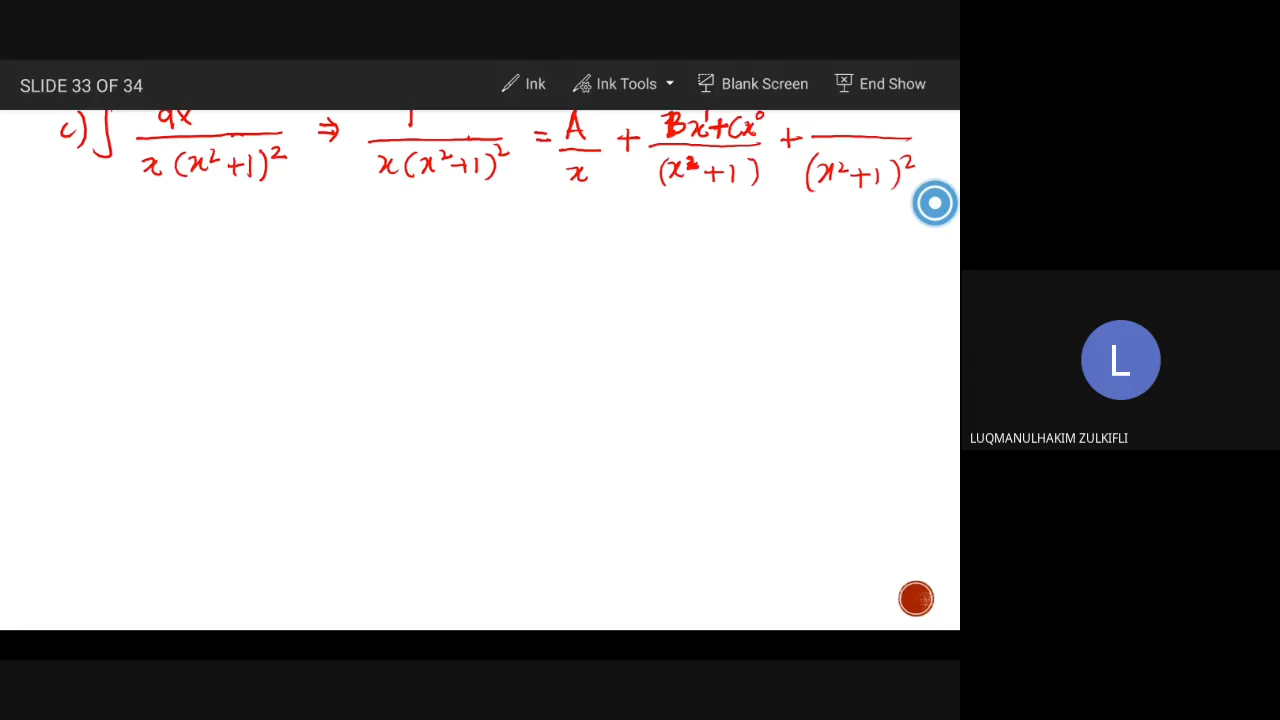 SLIDE 33 OF 34 Ink Ink Tools Blank Screen End Show
c) ∫ dx / x(x²+1)² ⇒ 1 / x(x²+1)² = A/x + Bx¹+Cx⁰ / (x²+1) + / (x²+1)²
L
LUQMANULHAKIM ZULKIFLI